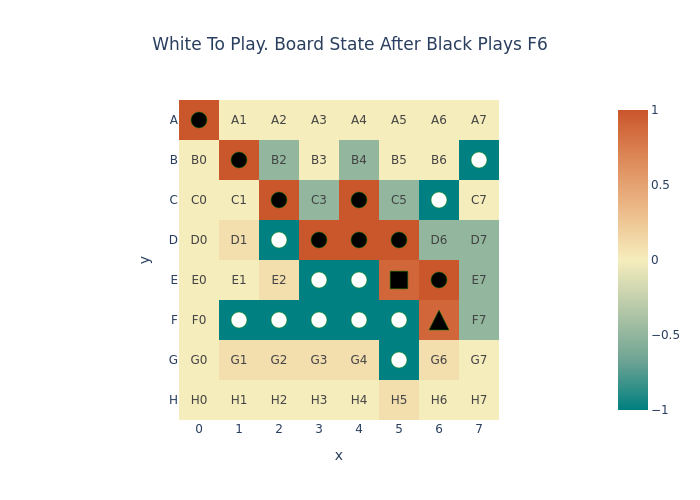 White To Play. Board State After Black Plays F6
A A1 A2 A3 A4 A5 A6 A7 1
B B0 B2 B3 B4 B5 B6
C C0 C1 C3 C5 C7 0.5
D D0 D1 D6 D7
y E E0 E1 E2 E7 0
F F0 F7 −0.5
G G0 G1 G2 G3 G4 G6 G7
H H0 H1 H2 H3 H4 H5 H6 H7 −1
0 1 2 3 4 5 6 7
x